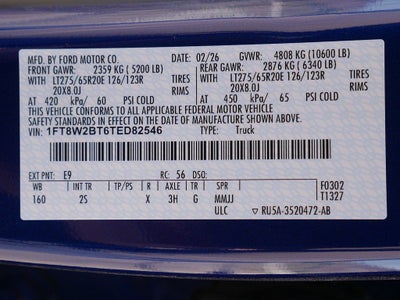 MFD. BY FORD MOTOR CO. 02/26 GVWR: 4808 KG (10600 LB)
FRONT GAWR: 2359 KG ( 5200 LB) REAR GAWR: 2876 KG ( 6340 LB)
WITH LT275/65R20E 126/123R TIRES WITH LT275/65R20E 126/123R TIRES
20X8.0J RIMS 20X8.0J RIMS
AT 420 kPa/ 60 PSI COLD AT 450 kPa/ 65 PSI COLD
THIS VEHICLE CONFORMS TO ALL APPLICABLE FEDERAL MOTOR VEHICLE
SAFETY STANDARDS IN EFFECT ON THE DATE OF MANUFACTURE SHOWN ABOVE.
VIN: 1FT8W2BT6TED82546 TYPE: Truck
EXT PNT: E9 RC: 56 DSO: F0302
WB INT TR TP/PS R AXLE TR SPR T1327
160 2S X 3H G MMJJ
ULC ▽ RU5A-3520472-AB